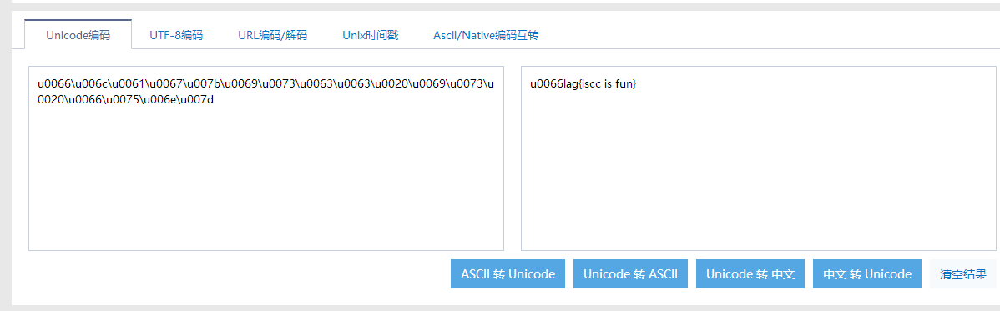 Unicode编码 UTF-8编码 URL编码/解码 Unix时间戳 Ascii/Native编码互转
u0066\u006c\u0061\u0067\u007b\u0069\u0073\u0063\u0063\u0020\u0069\u0073\u
0020\u0066\u0075\u006e\u007d
u0066lag{iscc is fun}
ASCII 转 Unicode Unicode 转 ASCII Unicode 转 中文 中文 转 Unicode 清空结果